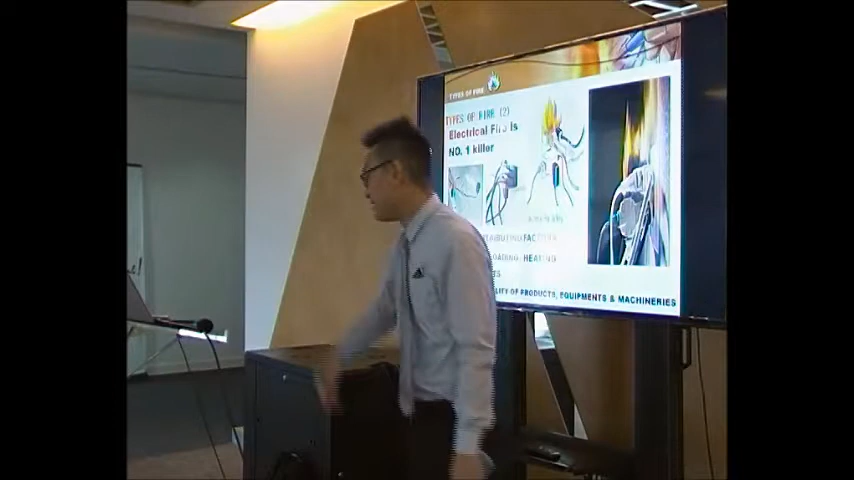 TYPES OF FIRE
TYPES OF FIRE (2)
Electrical Fire is
NO. 1 killer
FACTORS
HEATING
OF PRODUCTS, EQUIPMENTS & MACHINERIES